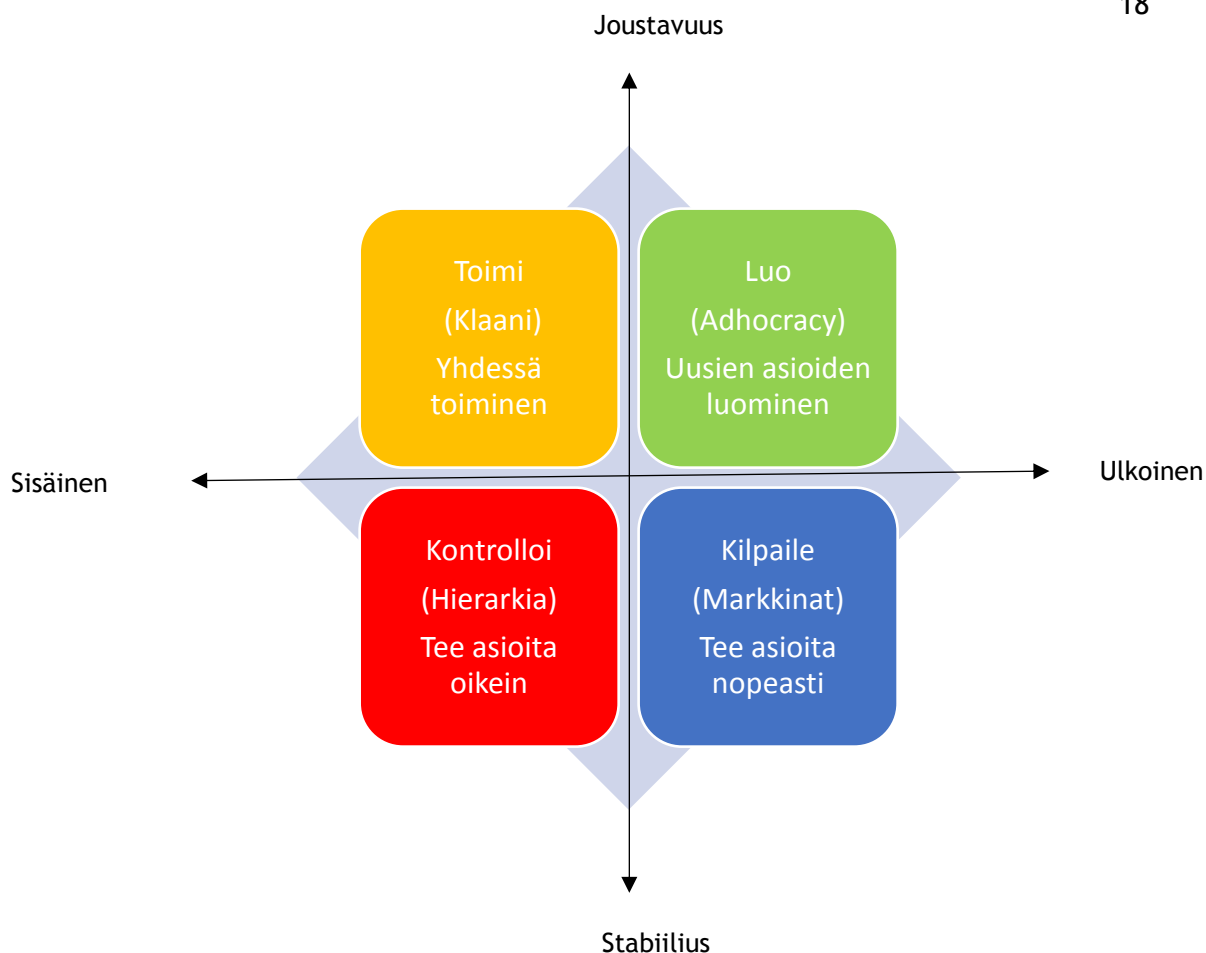 18
Joustavuus
Toimi
(Klaani)
Yhdessä
toiminen
Luo
(Adhocracy)
Uusien asioiden
luominen
Sisäinen
Ulkoinen
Kontrolloi
(Hierarkia)
Tee asioita
oikein
Kilpaile
(Markkinat)
Tee asioita
nopeasti
Stabiilius